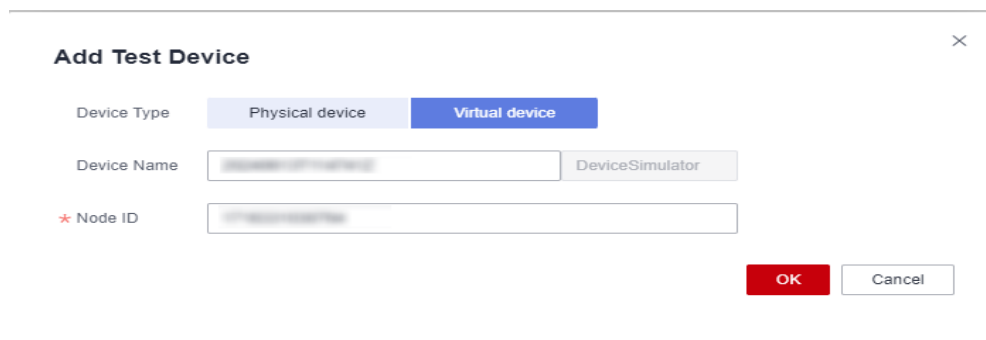 Add Test Device
Device Type Physical device Virtual device
Device Name DeviceSimulator
* Node ID
OK Cancel